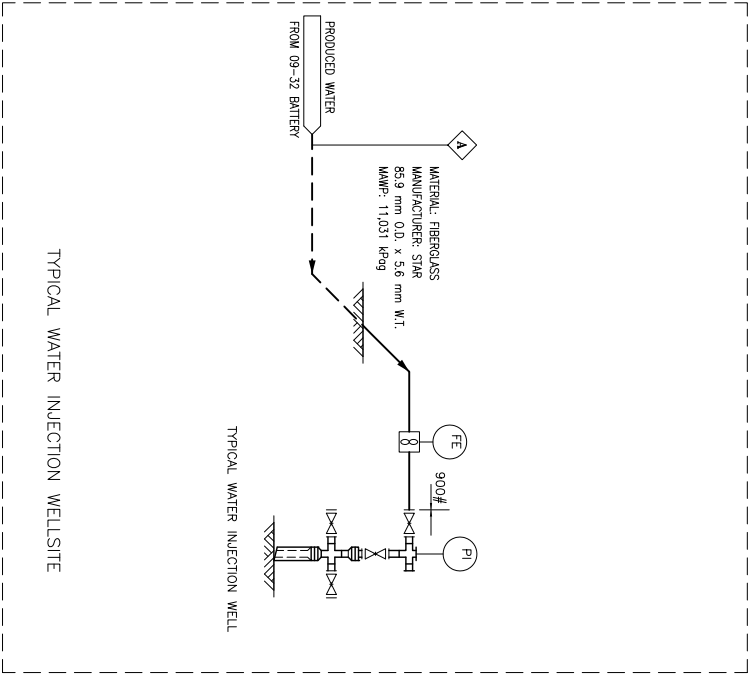 PRODUCED WATER
FROM 09-32 BATTERY
A
MATERIAL: FIBERGLASS
MANUFACTURER: STAR
85.9 mm O.D. x 5.6 mm W.T.
MAWP: 11,031 kPag
FE
900#
PI
TYPICAL WATER INJECTION WELL
TYPICAL WATER INJECTION WELLSITE